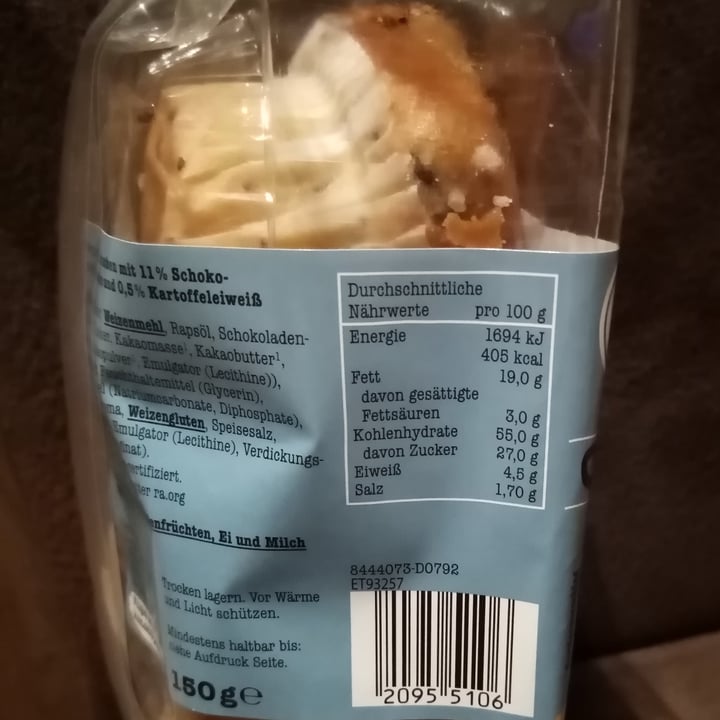 mit 11% Schoko-
und 0,5% Kartoffeleiweiß
Weizenmehl, Rapsöl, Schokoladen-
Kakaomasse¹, Kakaobutter¹,
Emulgator (Lecithine)),
(Glycerin),
(Natriumcarbonate, Diphosphate),
Weizengluten, Speisesalz,
Emulgator (Lecithine), Verdickungs-
ra.org
Ei und Milch
Trocken lagern. Vor Wärme
und Licht schützen.
Mindestens haltbar bis:
siehe Aufdruck Seite.
150g e
Durchschnittliche
Nährwerte pro 100 g
Energie 1694 kJ
405 kcal
Fett 19,0 g
davon gesättigte
Fettsäuren 3,0 g
Kohlenhydrate 55,0 g
davon Zucker 27,0 g
Eiweiß 4,5 g
Salz 1,70 g
8444073-D0792
ET93257
2095 5106